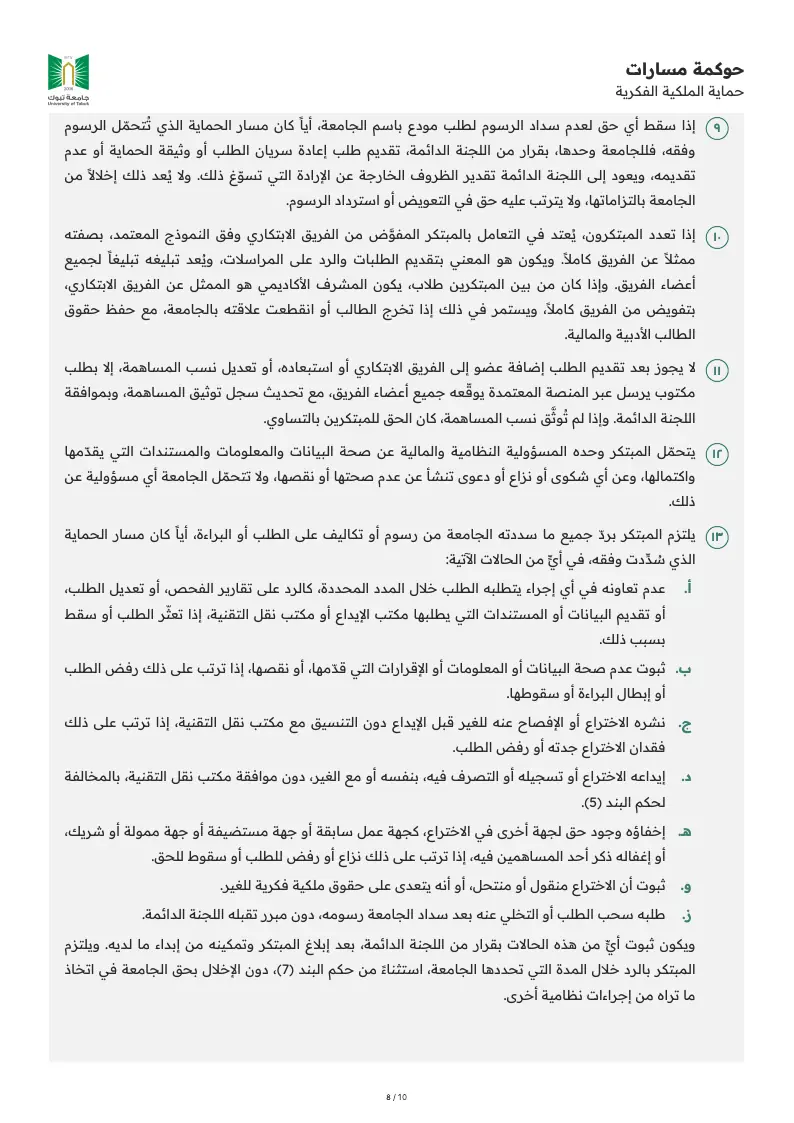 حوكمة مسارات
حماية الملكية الفكرية
جامعة تبوك
University of Tabuk
٩ إذا سقط أي حق لعدم سداد الرسوم لطلب مودع باسم الجامعة، أياً كان مسار الحماية الذي تُتحمّل الرسوم
وفقه، فللجامعة وحدها، بقرار من اللجنة الدائمة، تقديم طلب إعادة سريان الطلب أو وثيقة الحماية أو عدم
تقديمه، ويعود إلى اللجنة الدائمة تقدير الظروف الخارجة عن الإرادة التي تسوّغ ذلك. ولا يُعد ذلك إخلالاً من
الجامعة بالتزاماتها، ولا يترتب عليه حق في التعويض أو استرداد الرسوم.
١٠ إذا تعدد المبتكرون، يُعتد في التعامل بالمبتكر المفوَّض من الفريق الابتكاري وفق النموذج المعتمد، بصفته
ممثلاً عن الفريق كاملاً. ويكون هو المعني بتقديم الطلبات والرد على المراسلات، ويُعد تبليغه تبليغاً لجميع
أعضاء الفريق. وإذا كان من بين المبتكرين طلاب، يكون المشرف الأكاديمي هو الممثل عن الفريق الابتكاري،
بتفويض من الفريق كاملاً، ويستمر في ذلك إذا تخرج الطالب أو انقطعت علاقته بالجامعة، مع حفظ حقوق
الطالب الأدبية والمالية.
١١ لا يجوز بعد تقديم الطلب إضافة عضو إلى الفريق الابتكاري أو استبعاده، أو تعديل نسب المساهمة، إلا بطلب
مكتوب يرسل عبر المنصة المعتمدة يوقّعه جميع أعضاء الفريق، مع تحديث سجل توثيق المساهمة، وبموافقة
اللجنة الدائمة. وإذا لم تُوثَّق نسب المساهمة، كان الحق للمبتكرين بالتساوي.
١٢ يتحمّل المبتكر وحده المسؤولية النظامية والمالية عن صحة البيانات والمعلومات والمستندات التي يقدّمها
واكتمالها، وعن أي شكوى أو نزاع أو دعوى تنشأ عن عدم صحتها أو نقصها، ولا تتحمّل الجامعة أي مسؤولية عن
ذلك.
١٣ يلتزم المبتكر بردّ جميع ما سددته الجامعة من رسوم أو تكاليف على الطلب أو البراءة، أياً كان مسار الحماية
الذي سُدّدت وفقه، في أيٍّ من الحالات الآتية:
أ. عدم تعاونه في أي إجراء يتطلبه الطلب خلال المدد المحددة، كالرد على تقارير الفحص، أو تعديل الطلب،
أو تقديم البيانات أو المستندات التي يطلبها مكتب الإيداع أو مكتب نقل التقنية، إذا تعثّر الطلب أو سقط
بسبب ذلك.
ب. ثبوت عدم صحة البيانات أو المعلومات أو الإقرارات التي قدّمها، أو نقصها، إذا ترتب على ذلك رفض الطلب
أو إبطال البراءة أو سقوطها.
ج. نشره الاختراع أو الإفصاح عنه للغير قبل الإيداع دون التنسيق مع مكتب نقل التقنية، إذا ترتب على ذلك
فقدان الاختراع جدته أو رفض الطلب.
د. إيداعه الاختراع أو تسجيله أو التصرف فيه، بنفسه أو مع الغير، دون موافقة مكتب نقل التقنية، بالمخالفة
لحكم البند (5).
هـ. إخفاؤه وجود حق لجهة أخرى في الاختراع، كجهة عمل سابقة أو جهة مستضيفة أو جهة ممولة أو شريك،
أو إغفاله ذكر أحد المساهمين فيه، إذا ترتب على ذلك نزاع أو رفض للطلب أو سقوط للحق.
و. ثبوت أن الاختراع منقول أو منتحل، أو أنه يتعدى على حقوق ملكية فكرية للغير.
ز. طلبه سحب الطلب أو التخلي عنه بعد سداد الجامعة رسومه، دون مبرر تقبله اللجنة الدائمة.
ويكون ثبوت أيٍّ من هذه الحالات بقرار من اللجنة الدائمة، بعد إبلاغ المبتكر وتمكينه من إبداء ما لديه. ويلتزم
المبتكر بالرد خلال المدة التي تحددها الجامعة، استثناءً من حكم البند (7)، دون الإخلال بحق الجامعة في اتخاذ
ما تراه من إجراءات نظامية أخرى.
8 / 10